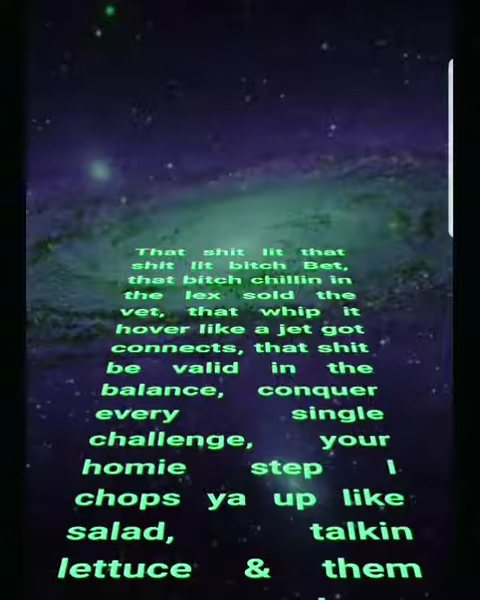 That shit lit that
shit lit bitch Bet,
that bitch chillin in
the lex sold the
vet, that whip it
hover like a jet got
connects, that shit
be valid in the
balance, conquer
every single
challenge, your
homie step I
chops ya up like
salad, talkin
lettuce & them